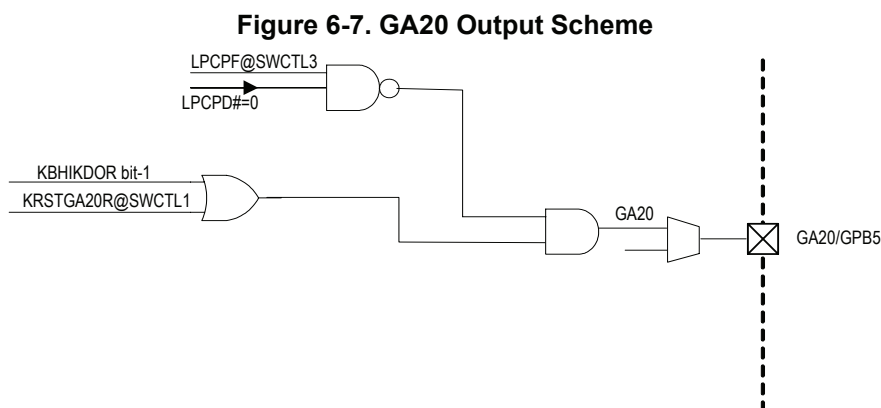 Figure 6-7. GA20 Output Scheme
LPCPF@SWCTL3
LPCPD#=0
KBHIKDOR bit-1
KRSTGA20R@SWCTL1
GA20
GA20/GPB5